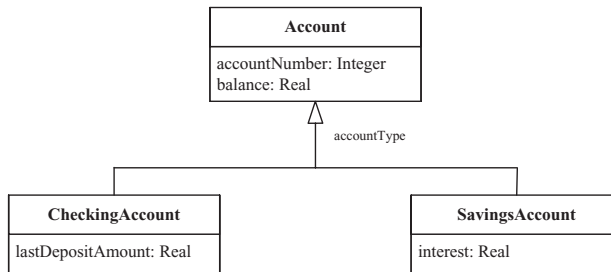 Account
accountNumber: Integer
balance: Real
accountType
CheckingAccount
lastDepositAmount: Real
SavingsAccount
interest: Real